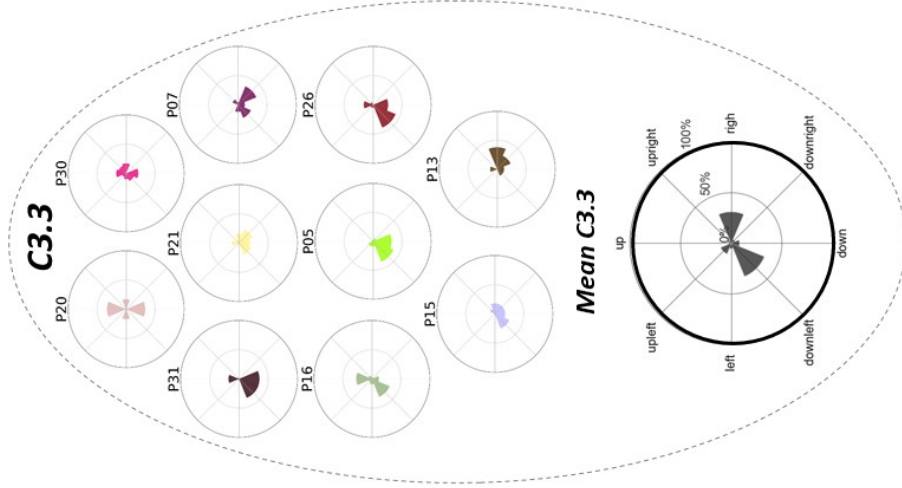 C3.3
P20
P30
P31
P21
P07
P16
P05
P26
P15
P13
Mean C3.3
up
upleft
upright
100%
50%
0%
left
righ
downleft
downright
down